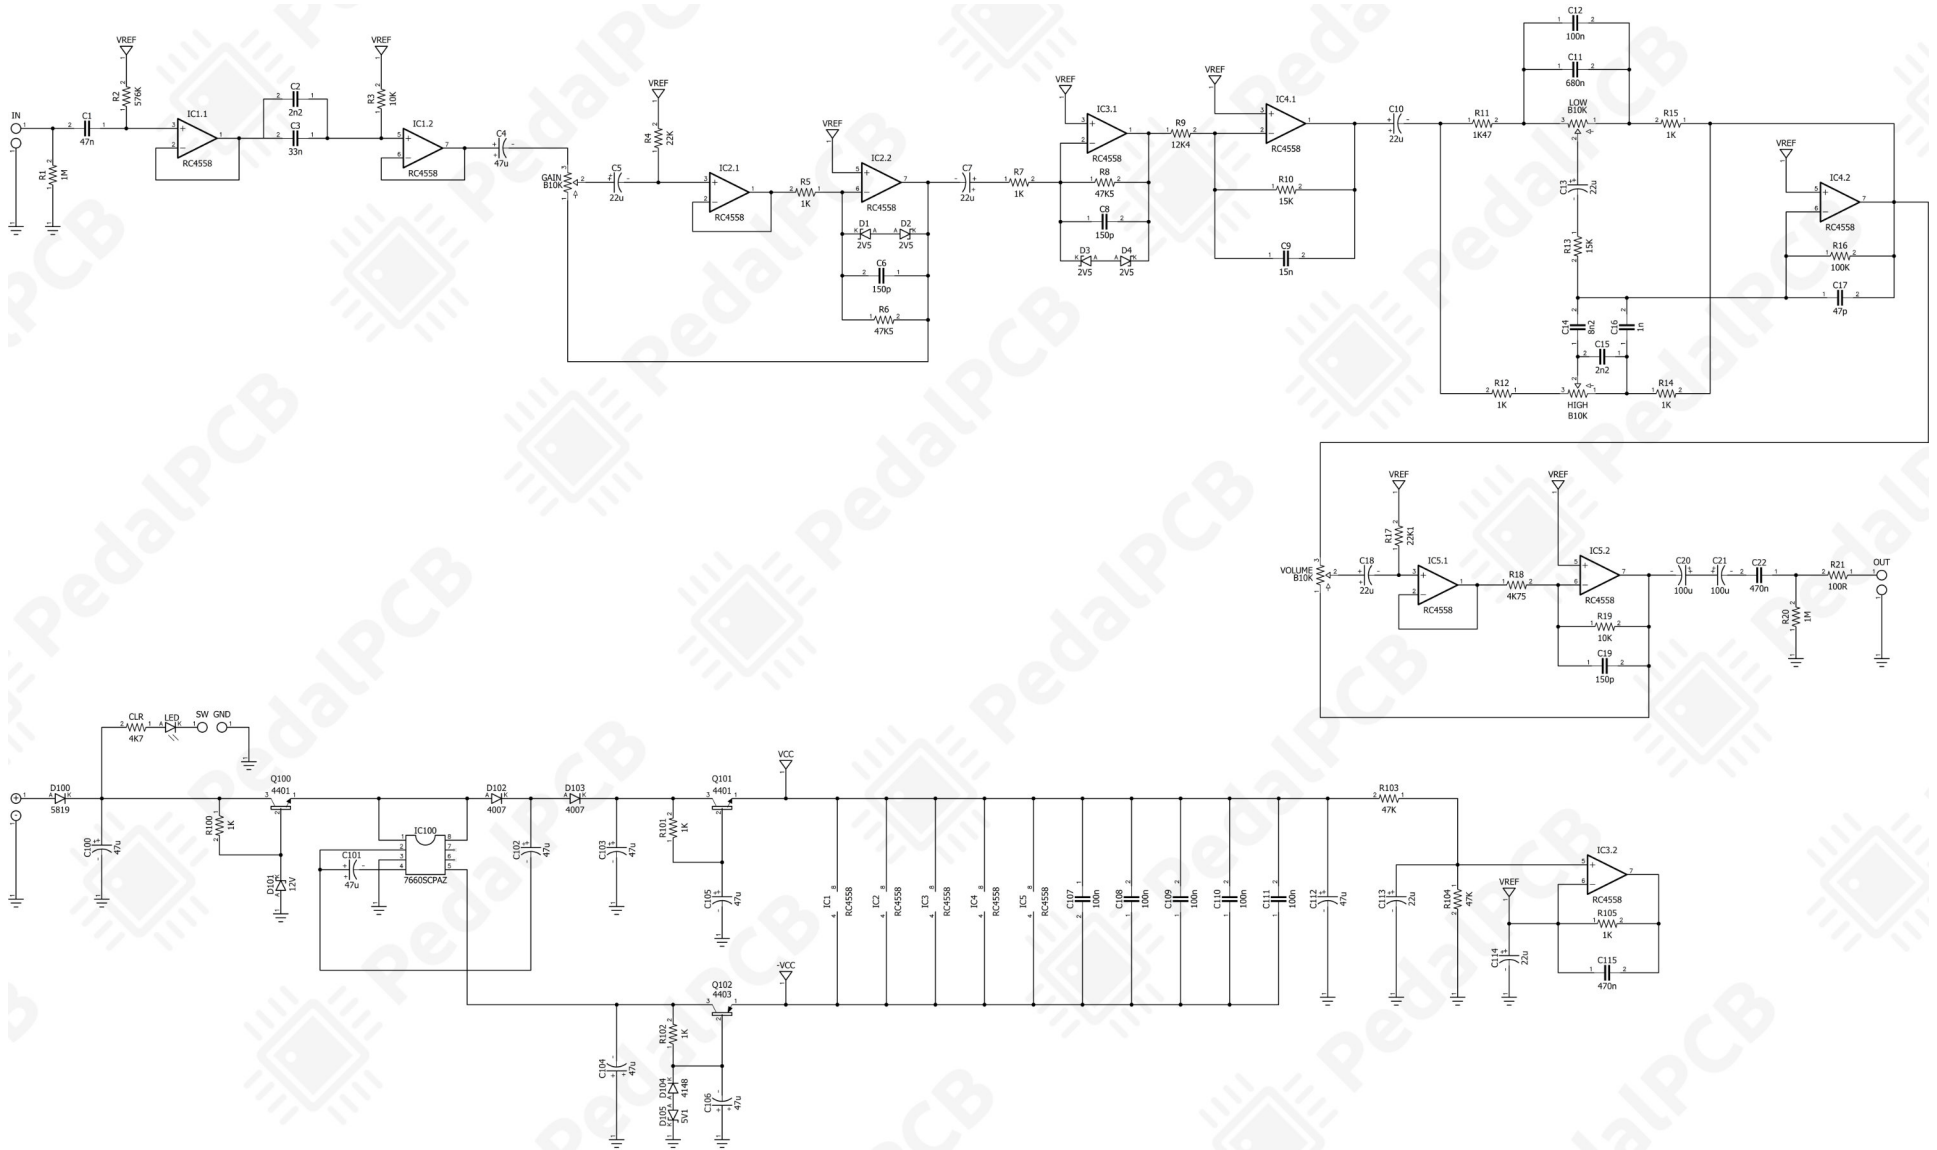 IN
R1
1M
C1
47n
VREF
R2
576K
IC1.1
RC4558
C2
2n2
C3
33n
VREF
R3
10K
IC1.2
RC4558
C4
47u
GAIN
B10K
C5
22u
VREF
R4
22K
IC2.1
RC4558
R5
1K
VREF
IC2.2
RC4558
D1
2V5
D2
2V5
C6
150p
R6
47K5
C7
22u
R7
1K
VREF
IC3.1
RC4558
R8
47K5
C8
150p
D3
2V5
D4
2V5
R9
12K4
VREF
IC4.1
RC4558
R10
15K
C9
15n
C10
22u
R11
1K47
C12
100n
C11
680n
LOW
B10K
R15
1K
C13
22u
R13
15K
C14
8n2
C16
1n
C15
2n2
R12
1K
HIGH
B10K
R14
1K
VREF
IC4.2
RC4558
R16
100K
C17
47p
VOLUME
B10K
C18
22u
VREF
R17
22K1
IC5.1
RC4558
R18
4K75
VREF
IC5.2
RC4558
R19
10K
C19
150p
C20
100u
C21
100u
C22
470n
R20
1M
R21
100R
OUT
CLR
4K7
LED
SW GND
D100
5819
C100
47u
R100
1K
Q100
4401
D101
12V
C101
47u
IC100
7660SCPAZ
D102
4007
C102
47u
D103
4007
C103
47u
R101
1K
Q101
4401
C105
47u
VCC
C104
47u
R102
1K
D104
4148
D105
5V1
Q102
4403
C106
47u
-VCC
IC1
RC4558
IC2
RC4558
IC3
RC4558
IC4
RC4558
IC5
RC4558
C107
100n
C108
100n
C109
100n
C110
100n
C111
100n
C112
47u
R103
47K
C113
22u
R104
47K
VREF
C114
22u
IC3.2
RC4558
R105
1K
C115
470n
PedalPCB